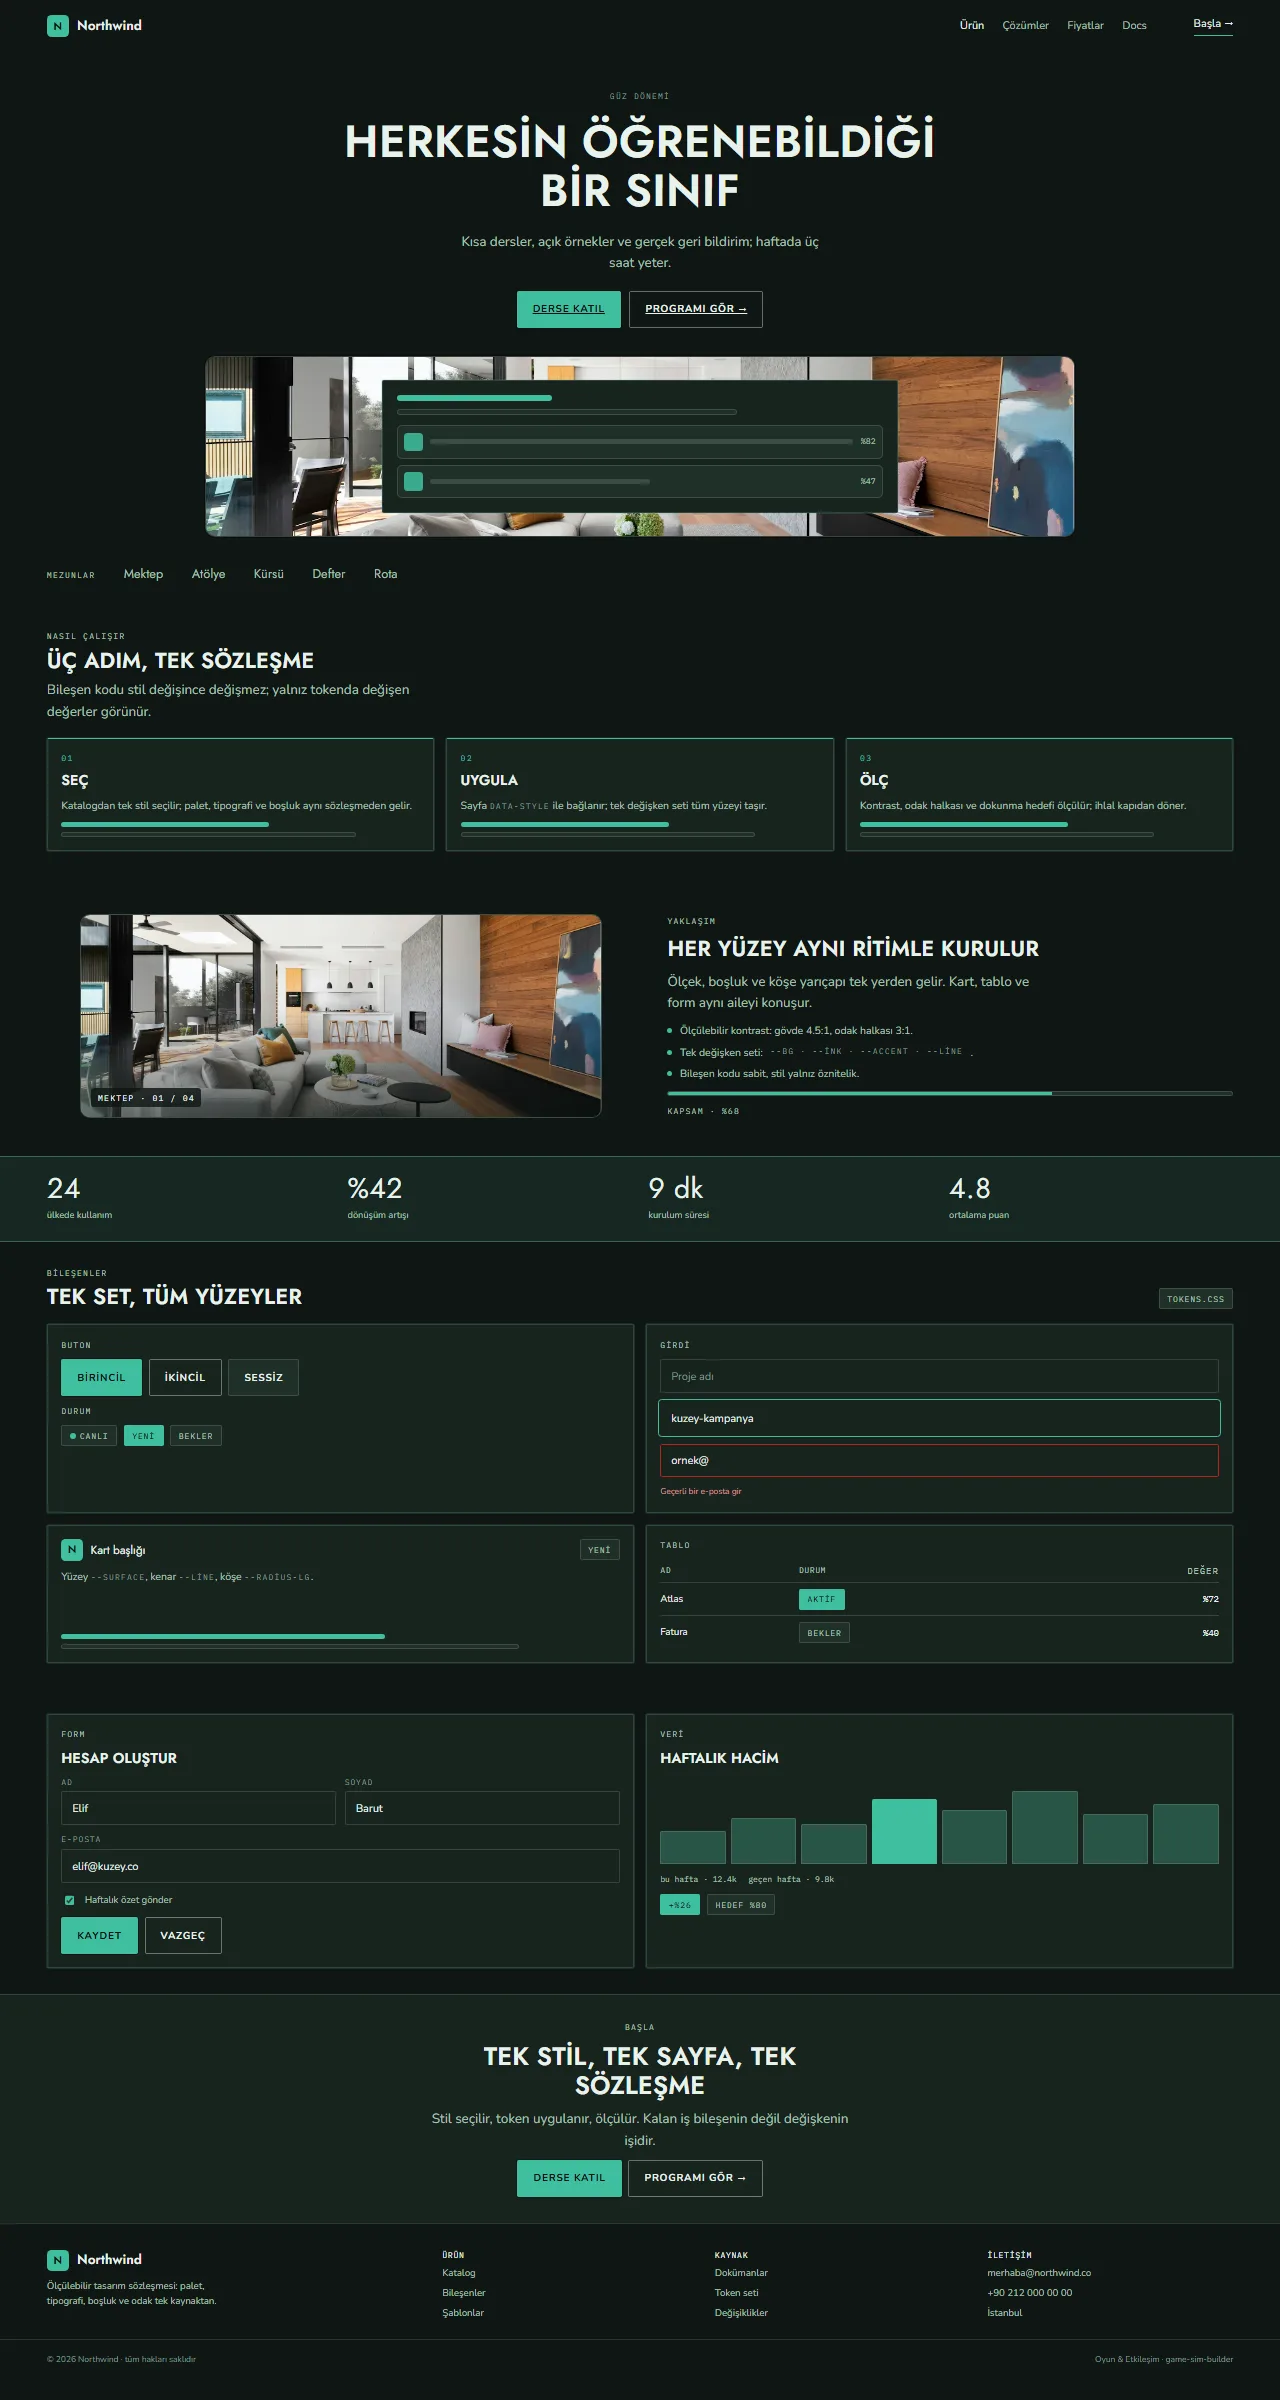 N Northwind
Ürün Çözümler Fiyatlar Docs Başla →
GÜZ DÖNEMİ
HERKESİN ÖĞRENEBİLDİĞİ
BİR SINIF
Kısa dersler, açık örnekler ve gerçek geri bildirim; haftada üç
saat yeter.
DERSE KATIL PROGRAMI GÖR →
%82
%47
MEZUNLAR Mektep Atölye Kürsü Defter Rota
NASIL ÇALIŞIR
ÜÇ ADIM, TEK SÖZLEŞME
Bileşen kodu stil değişince değişmez; yalnız tokenda değişen
değerler görünür.
01
SEÇ
Katalogdan tek stil seçilir; palet, tipografi ve boşluk aynı sözleşmeden gelir.
02
UYGULA
Sayfa DATA-STYLE ile bağlanır; tek değişken seti tüm yüzeyi taşır.
03
ÖLÇ
Kontrast, odak halkası ve dokunma hedefi ölçülür; ihlal kapıdan döner.
MEKTEP · 01 / 04
YAKLAŞIM
HER YÜZEY AYNI RİTİMLE KURULUR
Ölçek, boşluk ve köşe yarıçapı tek yerden gelir. Kart, tablo ve
form aynı aileyi konuşur.
Ölçülebilir kontrast: gövde 4.5:1, odak halkası 3:1.
Tek değişken seti: --BG · --İNK · --ACCENT · --LİNE .
Bileşen kodu sabit, stil yalnız öznitelik.
KAPSAM · %68
24
ülkede kullanım
%42
dönüşüm artışı
9 dk
kurulum süresi
4.8
ortalama puan
BİLEŞENLER
TEK SET, TÜM YÜZEYLER
TOKENS.CSS
BUTON
BİRİNCİL İKİNCİL SESSİZ
DURUM
CANLI YENİ BEKLER
GİRDİ
Proje adı
kuzey-kampanya
ornek@
Geçerli bir e-posta gir
N Kart başlığı YENİ
Yüzey --SURFACE, kenar --LİNE, köşe --RADİUS-LG.
TABLO
AD DURUM DEĞER
Atlas AKTİF %72
Fatura BEKLER %40
FORM
HESAP OLUŞTUR
AD SOYAD
Elif Barut
E-POSTA
elif@kuzey.co
Haftalık özet gönder
KAYDET VAZGEÇ
VERİ
HAFTALIK HACİM
bu hafta · 12.4k geçen hafta · 9.8k
+%26 HEDEF %80
BAŞLA
TEK STİL, TEK SAYFA, TEK
SÖZLEŞME
Stil seçilir, token uygulanır, ölçülür. Kalan iş bileşenin değil değişkenin
işidir.
DERSE KATIL PROGRAMI GÖR →
N Northwind
Ölçülebilir tasarım sözleşmesi: palet,
tipografi, boşluk ve odak tek kaynaktan.
ÜRÜN
Katalog
Bileşenler
Şablonlar
KAYNAK
Dokümanlar
Token seti
Değişiklikler
İLETİŞİM
merhaba@northwind.co
+90 212 000 00 00
İstanbul
© 2026 Northwind · tüm hakları saklıdır
Oyun & Etkileşim · game-sim-builder